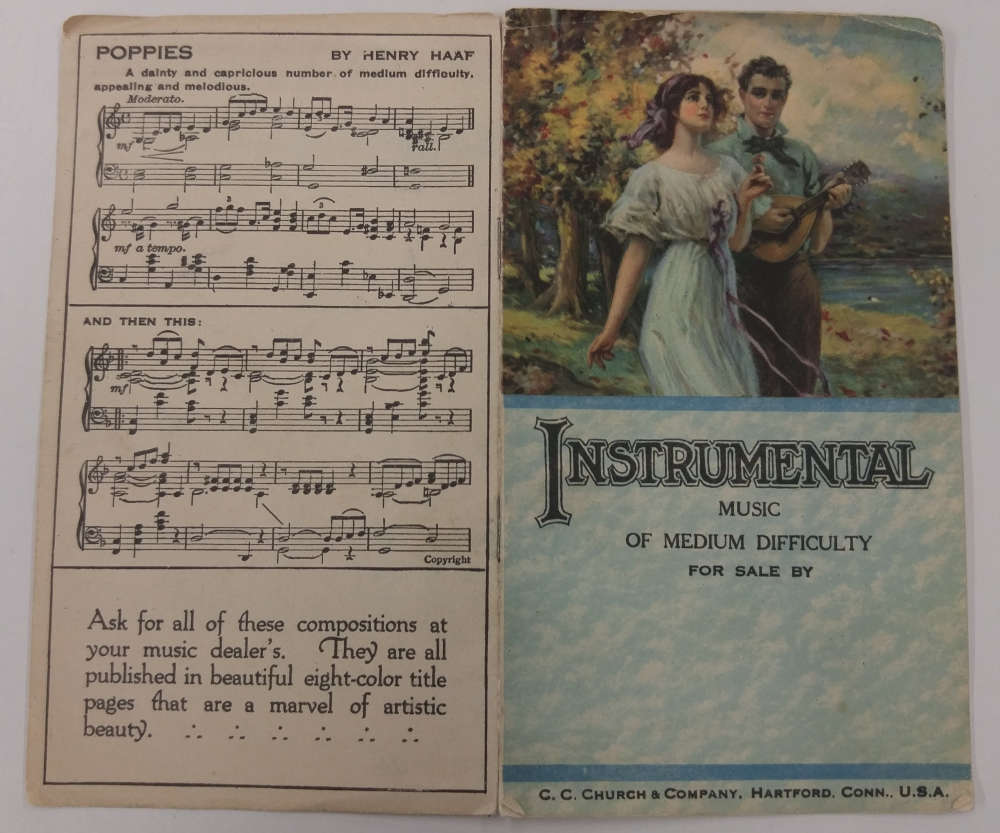 POPPIES BY HENRY HAAF
A dainty and capricious number of medium difficulty,
appealing and melodious.
Moderato.
mf
rall.
3 3
mf a tempo.
AND THEN THIS:
mf
Copyright
Ask for all of these compositions at
your music dealer's. They are all
published in beautiful eight-color title
pages that are a marvel of artistic
beauty.
INSTRUMENTAL
MUSIC
OF MEDIUM DIFFICULTY
FOR SALE BY
C. C. CHURCH & COMPANY, HARTFORD, CONN., U.S.A.